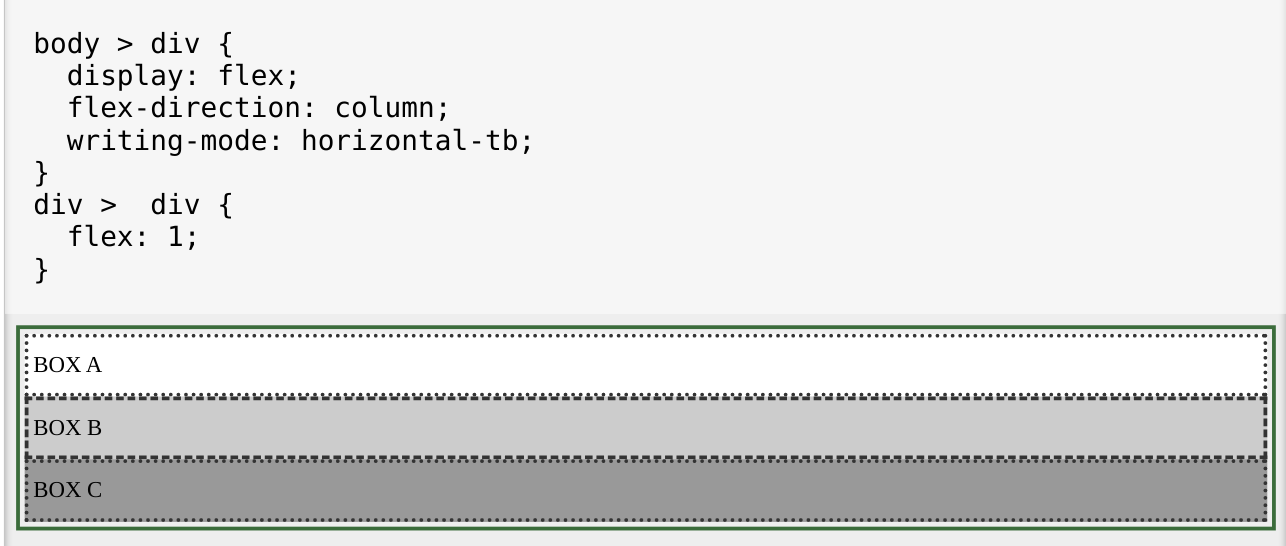 body > div {
  display: flex;
  flex-direction: column;
  writing-mode: horizontal-tb;
}
div >  div {
  flex: 1;
}
BOX A
BOX B
BOX C